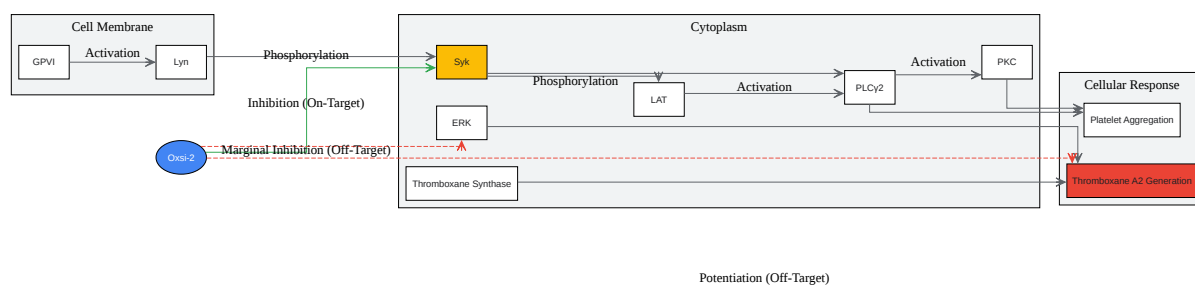 Cell Membrane
GPVI
Activation
Lyn
Phosphorylation
Inhibition (On-Target)
Oxsi-2
Marginal Inhibition (Off-Target)
Cytoplasm
Syk
Phosphorylation
LAT
Activation
PLCγ2
Activation
PKC
ERK
Thromboxane Synthase
Cellular Response
Platelet Aggregation
Thromboxane A2 Generation
Potentiation (Off-Target)